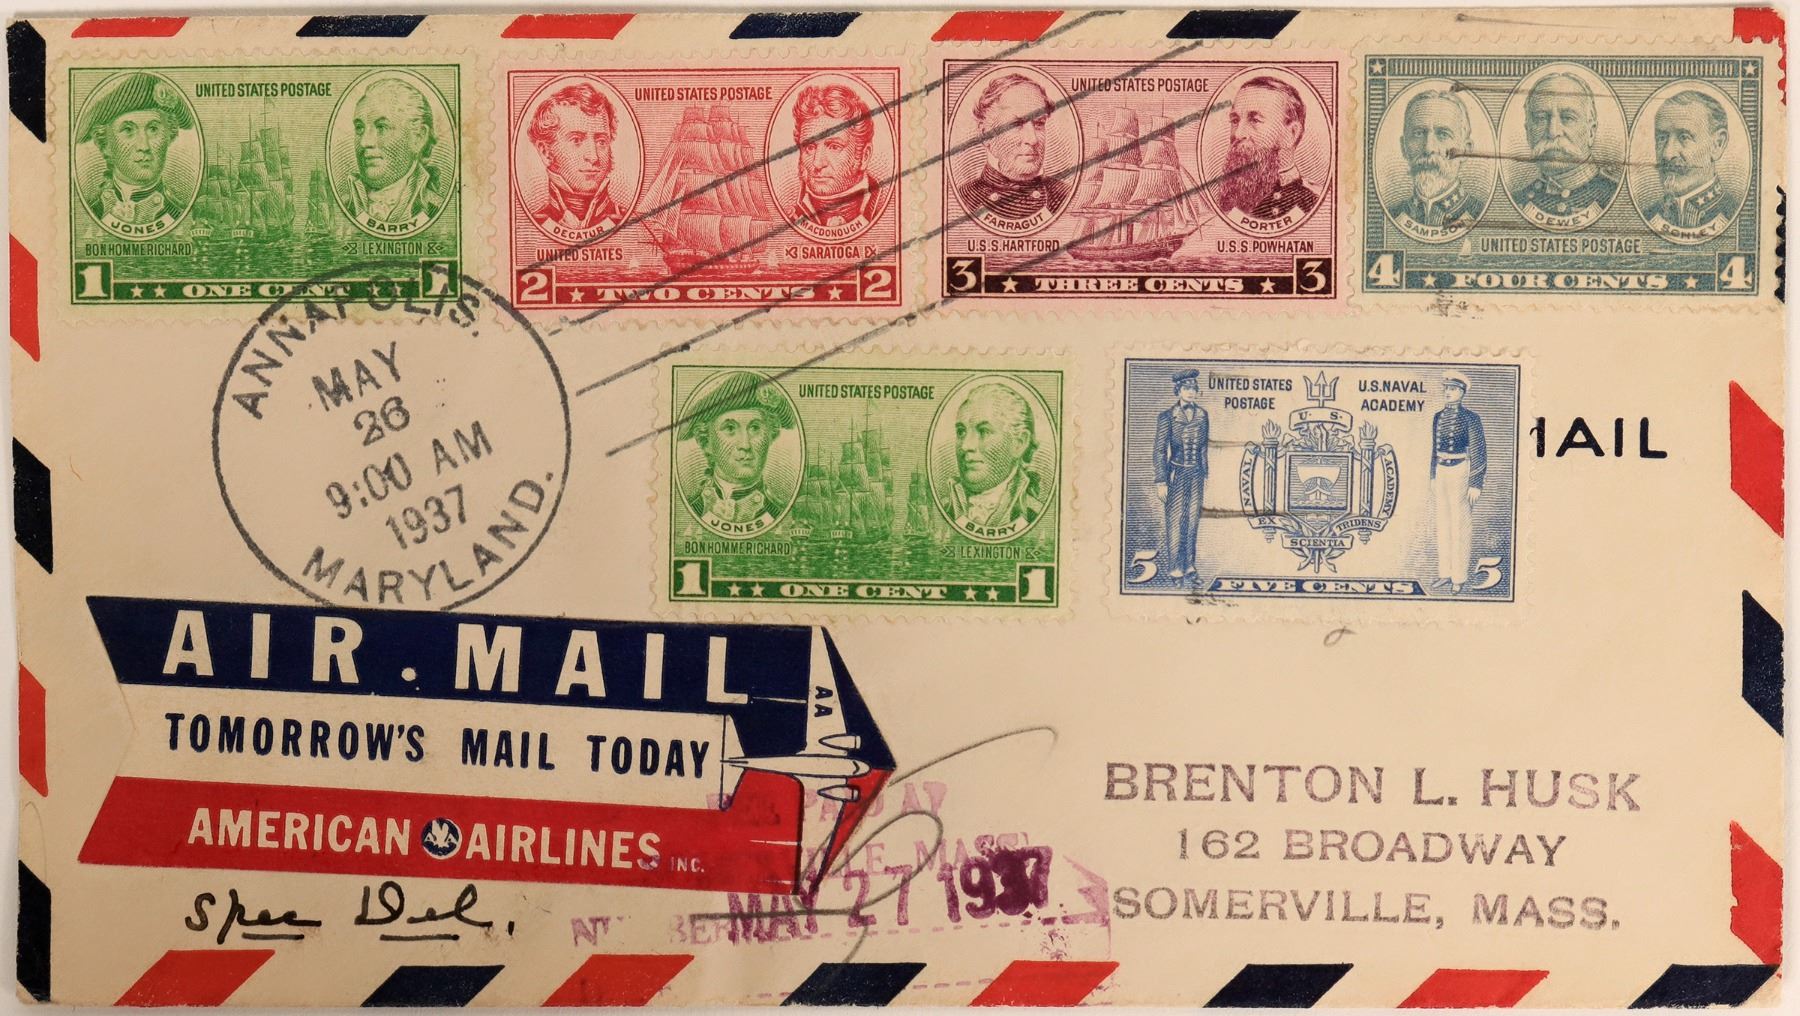 UNITED STATES POSTAGE
JONES
BARRY
BON HOMME RICHARD
LEXINGTON
1 ONE CENT 1
UNITED STATES POSTAGE
DECATUR
MACDONOUGH
UNITED STATES
SARATOGA
2 TWO CENTS 2
UNITED STATES POSTAGE
FARRAGUT
PORTER
U.S.S. HARTFORD
U.S.S. POWHATAN
3 THREE CENTS 3
SAMPSON
DEWEY
SCHLEY
UNITED STATES POSTAGE
4 FOUR CENTS 4
ANNAPOLIS.
MAY
26
9:00 AM
1937
MARYLAND.
UNITED STATES POSTAGE
JONES
BARRY
BON HOMME RICHARD
LEXINGTON
1 ONE CENT 1
UNITED STATES
POSTAGE
U.S. NAVAL
ACADEMY
U. S.
NAVAL
ACADEMY
EX
TRIDENS
SCIENTIA
5 FIVE CENTS 5
MAIL
AIR.MAIL
AA
TOMORROW'S MAIL TODAY
AMERICAN AIRLINES INC.
AA
Spec Del.
PAID AT
MASS.
MAY 27 1937
BRENTON L. HUSK
162 BROADWAY
SOMERVILLE, MASS.